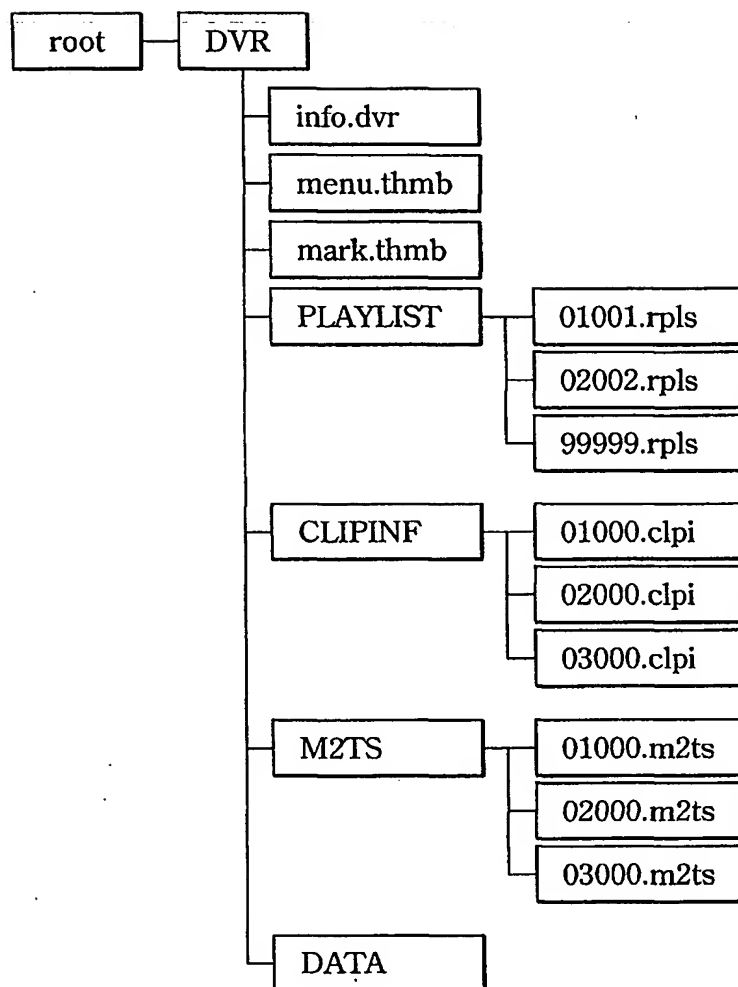 root
DVR
info.dvr
menu.thmb
mark.thmb
PLAYLIST
01001.rpls
02002.rpls
99999.rpls
CLIPINF
01000.clpi
02000.clpi
03000.clpi
M2TS
01000.m2ts
02000.m2ts
03000.m2ts
DATA